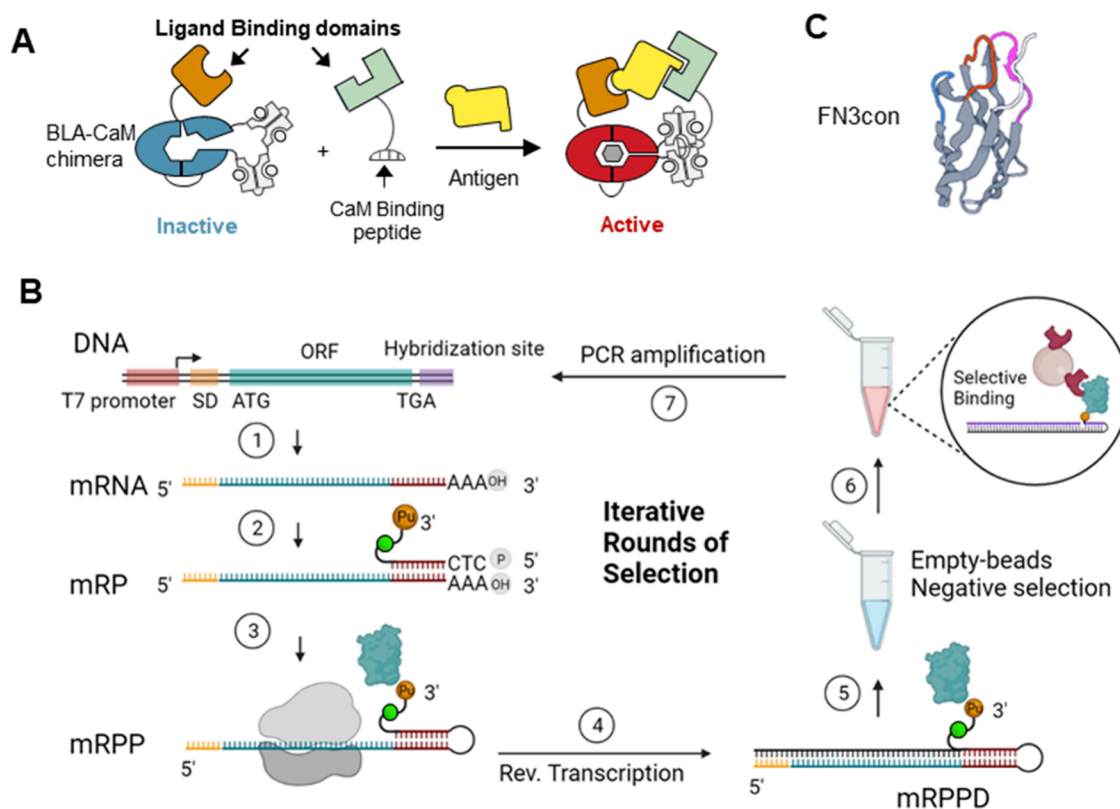 A
Ligand Binding domains
BLA-CaM
chimera
+
Antigen
Inactive
CaM Binding
peptide
Active
C
FN3con
B
DNA
ORF
Hybridization site
T7 promoter
SD
ATG
TGA
PCR amplification
7
Selective
Binding
1
mRNA
5'
AAA
OH
3'
2
Pu
3'
6
Iterative
Rounds of
Selection
mRP
5'
CTC
P
5'
AAA
OH
3'
Empty-beads
Negative selection
3
Pu
3'
5
Pu
3'
mRPP
5'
4
Rev. Transcription
5'
mRPPD